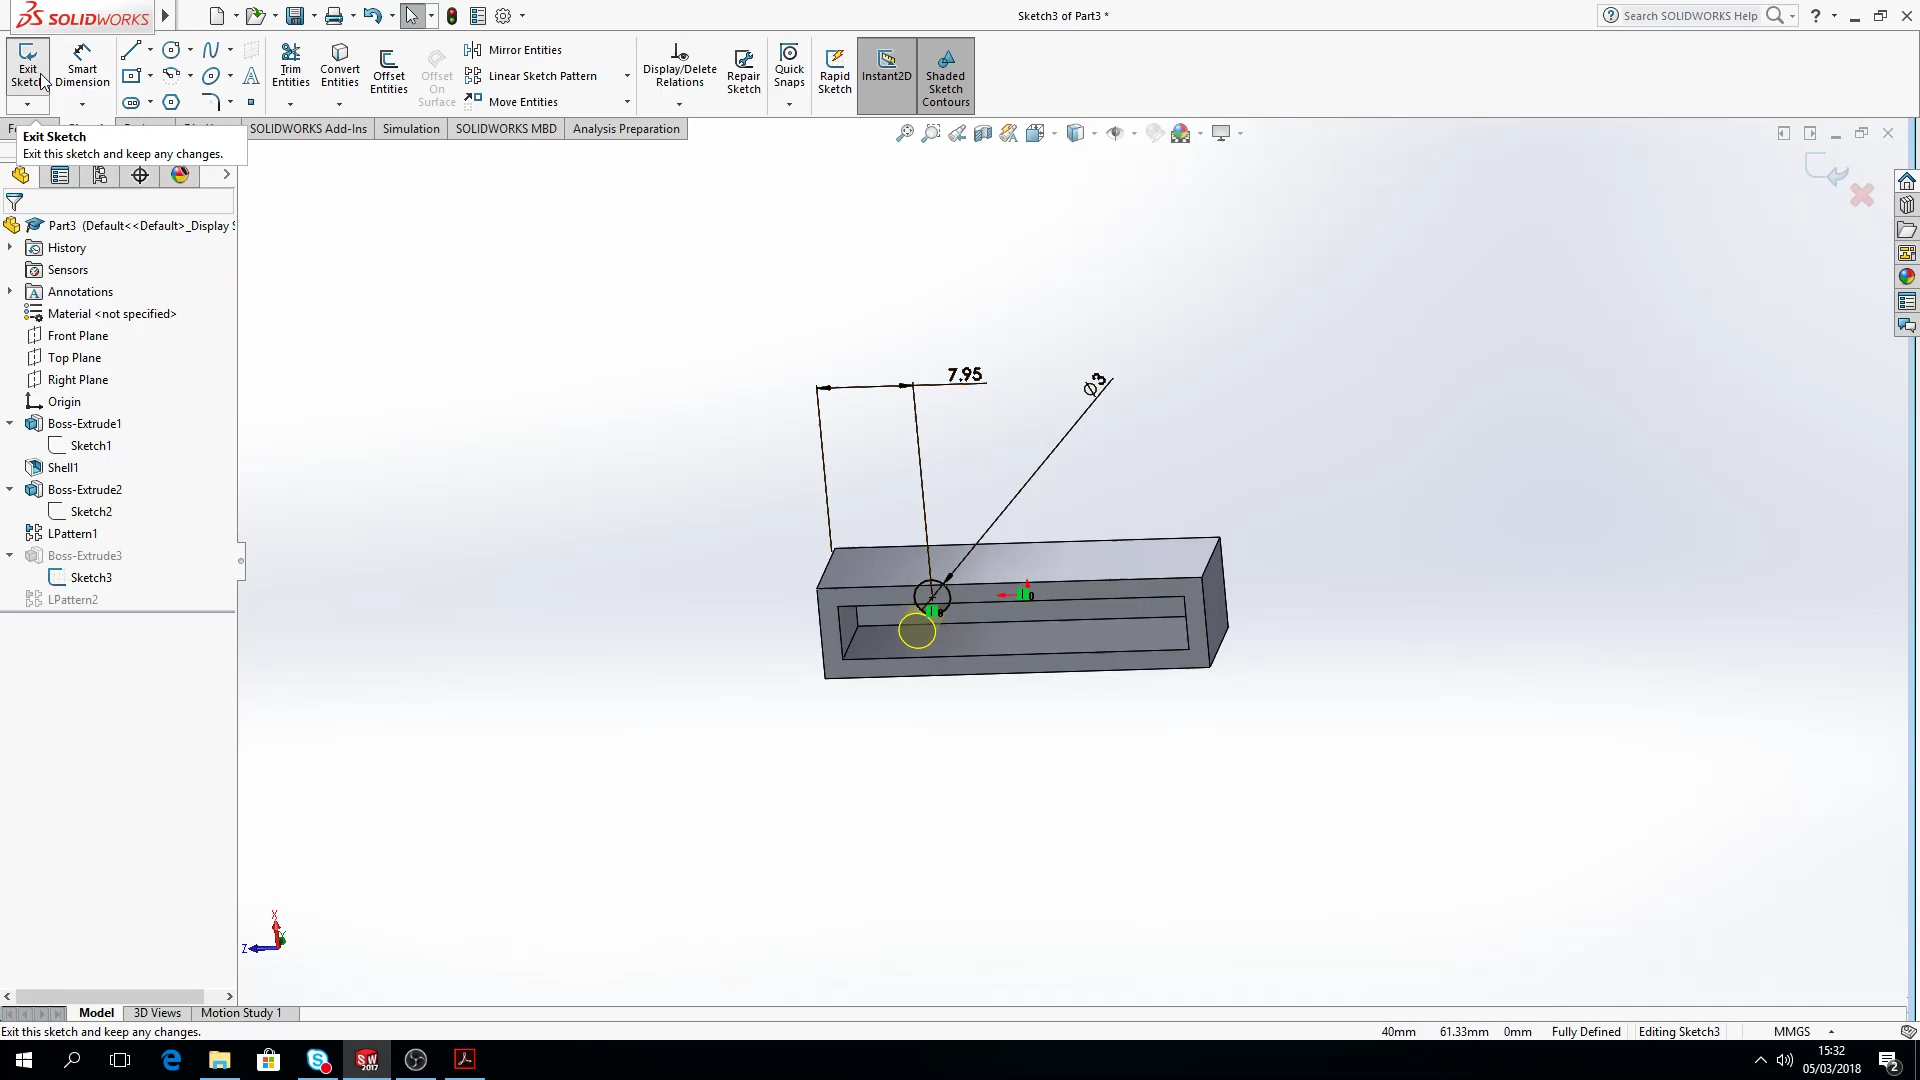 SOLIDWORKS
Sketch3 of Part3 *
Search SOLIDWORKS Help
Exit
Sketch
Smart
Dimension
Trim
Entities
Convert
Entities
Offset
Entities
Offset
On
Surface
Mirror Entities
Linear Sketch Pattern
Move Entities
Display/Delete
Relations
Repair
Sketch
Quick
Snaps
Rapid
Sketch
Instant2D
Shaded
Sketch
Contours
SOLIDWORKS Add-Ins
Simulation
SOLIDWORKS MBD
Analysis Preparation
Exit Sketch
Exit this sketch and keep any changes.
Part3 (Default<<Default>_Display S
History
Sensors
Annotations
Material <not specified>
Front Plane
Top Plane
Right Plane
Origin
Boss-Extrude1
Sketch1
Shell1
Boss-Extrude2
Sketch2
LPattern1
Boss-Extrude3
Sketch3
LPattern2
7.95
⌀3
X
Y
Z
Model
3D Views
Motion Study 1
Exit this sketch and keep any changes.
40mm
61.33mm
0mm
Fully Defined
Editing Sketch3
MMGS
SW
2017
15:32
05/03/2018
2